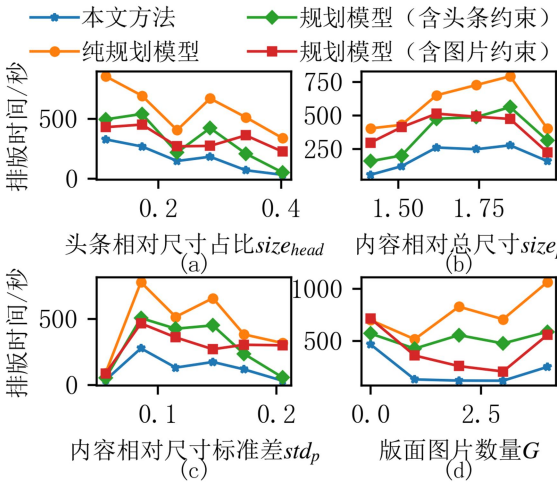 本文方法 规划模型（含头条约束）
纯规划模型 规划模型（含图片约束）
排版时间/秒
500
0
0.2 0.4
头条相对尺寸占比size_head
(a)
750
500
250
1.50 1.75
内容相对总尺寸size_p
(b)
排版时间/秒
500
0
0.1 0.2
内容相对尺寸标准差std_p
(c)
1000
500
0.0 2.5
版面图片数量G
(d)